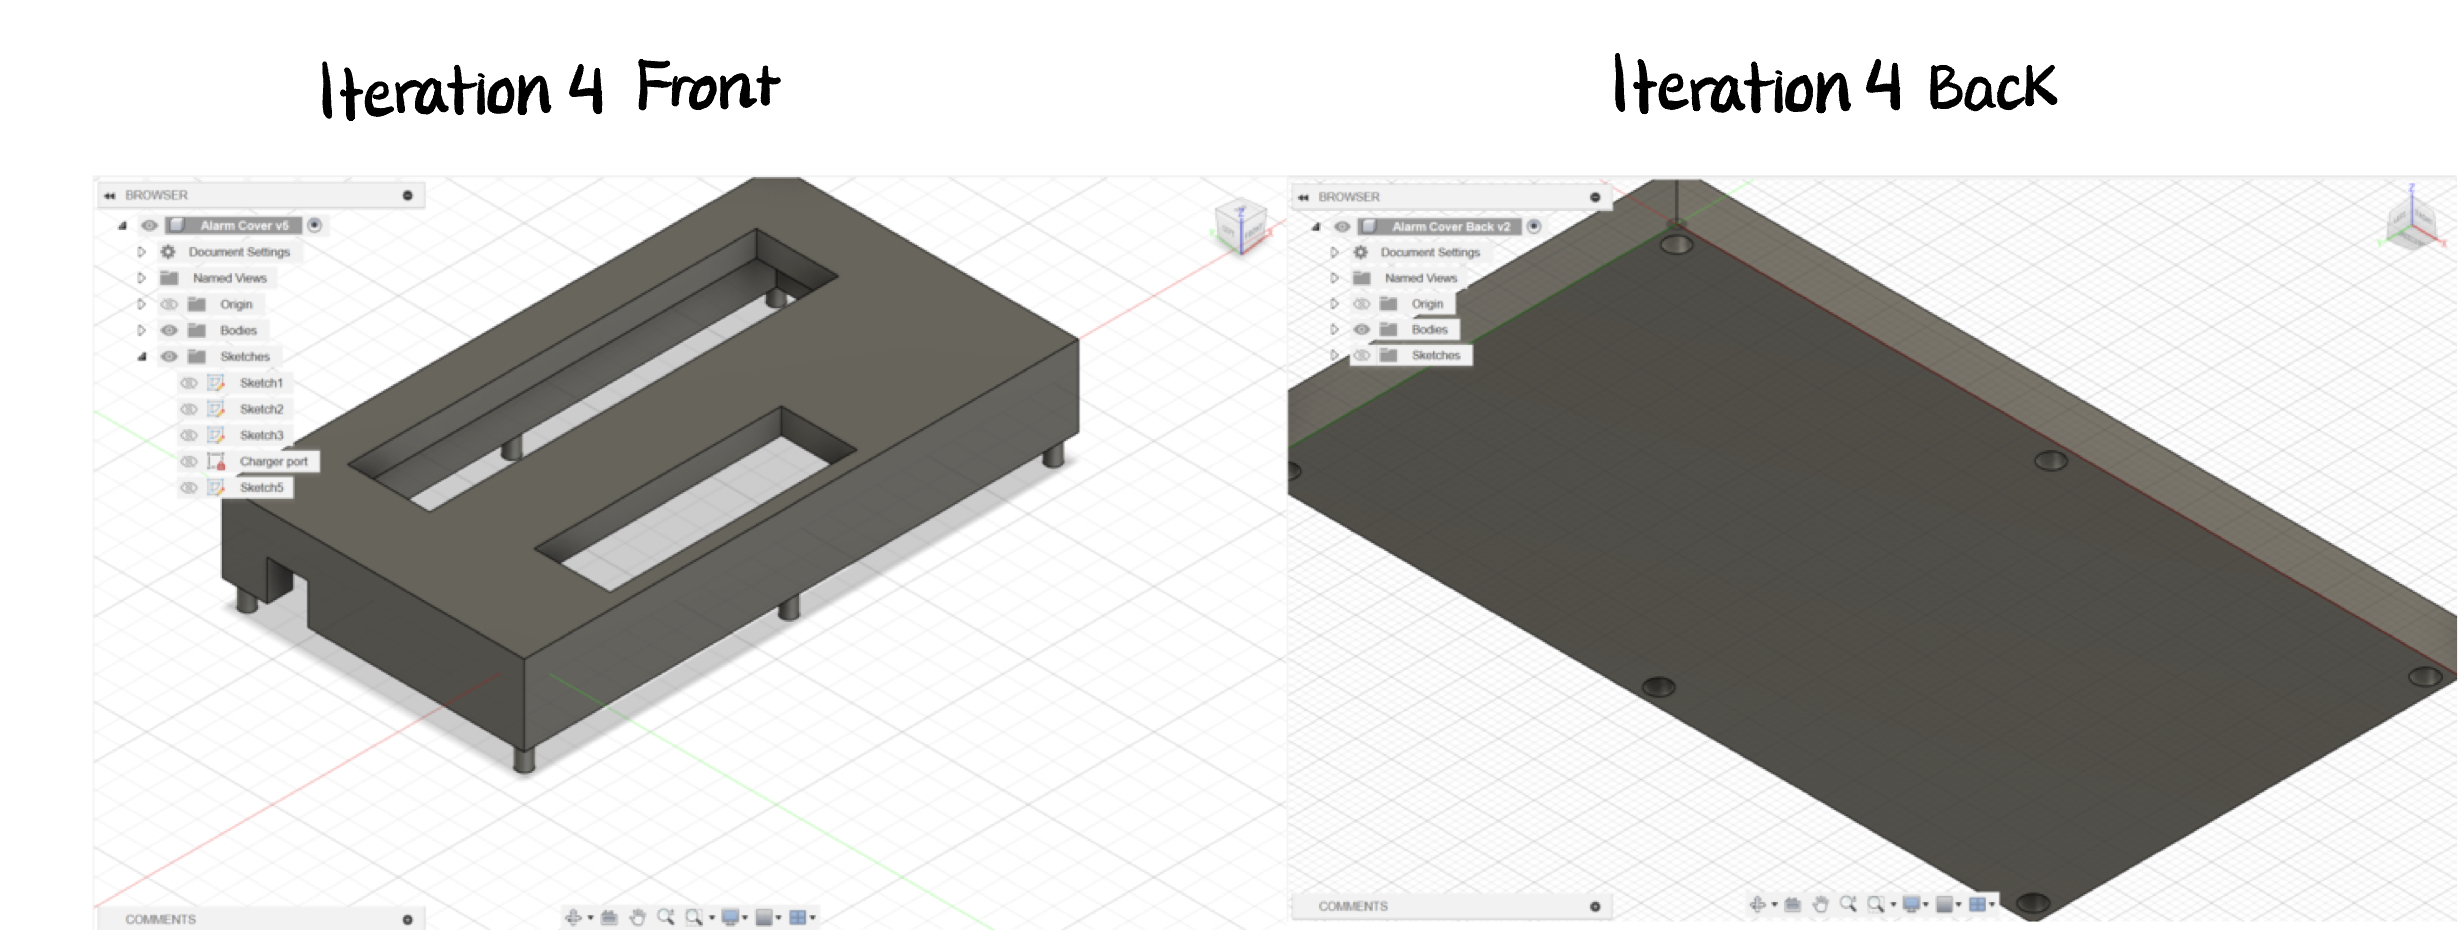 Iteration 4 Front
Iteration 4 Back
BROWSER
Alarm Cover v5
Document Settings
Named Views
Origin
Bodies
Sketches
Sketch1
Sketch2
Sketch3
Charger port
Sketch5
COMMENTS
BROWSER
Alarm Cover Back v2
Document Settings
Named Views
Origin
Bodies
Sketches
COMMENTS